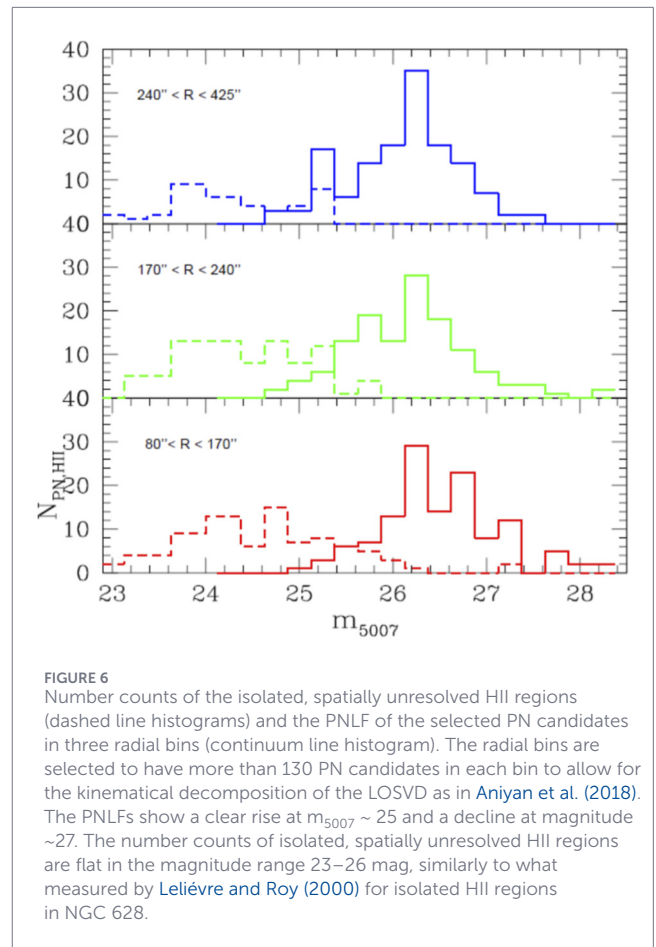 40
30
20
10
240" < R < 425"
40
30
20
10
170" < R < 240"
40
30
20
10
0
80"< R < 170"
N_PN,HII
23 24 25 26 27 28
m_5007
FIGURE 6
Number counts of the isolated, spatially unresolved HII regions
(dashed line histograms) and the PNLF of the selected PN candidates
in three radial bins (continuum line histogram). The radial bins are
selected to have more than 130 PN candidates in each bin to allow for
the kinematical decomposition of the LOSVD as in Aniyan et al. (2018).
The PNLFs show a clear rise at m5007 ~ 25 and a decline at magnitude
~27. The number counts of isolated, spatially unresolved HII regions
are flat in the magnitude range 23–26 mag, similarly to what
measured by Leliévre and Roy (2000) for isolated HII regions
in NGC 628.